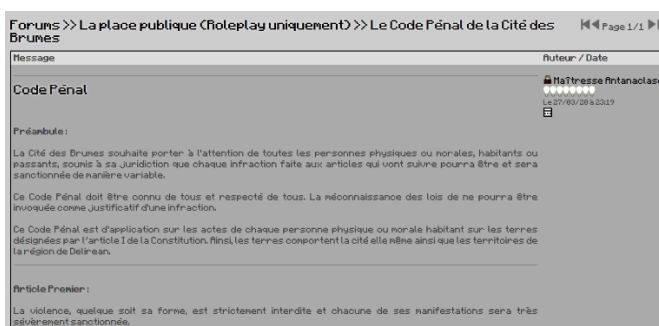 Forums >> La place publique (Roleplay uniquement) >> Le Code Pénal de la Cité des Brumes
Page 1/1
Message
Auteur / Date
Code Pénal
Maîtresse Antanaclase
Le 27/03/20 à 23:19
Préambule :
La Cité des Brumes souhaite porter à l'attention de toutes les personnes physiques ou morales, habitants ou
passants, soumis à sa juridiction que chaque infraction faite aux articles qui vont suivre pourra être et sera
sanctionnée de manière variable.
Ce Code Pénal doit être connu de tous et respecté de tous. La méconnaissance des lois de ne pourra être
invoquée comme justificatif d'une infraction.
Ce Code Pénal est d'application sur les actes de chaque personne physique ou morale habitant sur les terres
désignées par l'article I de la Constitution. Ainsi, les terres comportent la cité elle même ainsi que les territoires de
la région de Delirean.
Article Premier :
La violence, quelque soit sa forme, est strictement interdite et chacune de ses manifestations sera très
sévèrement sanctionnée.